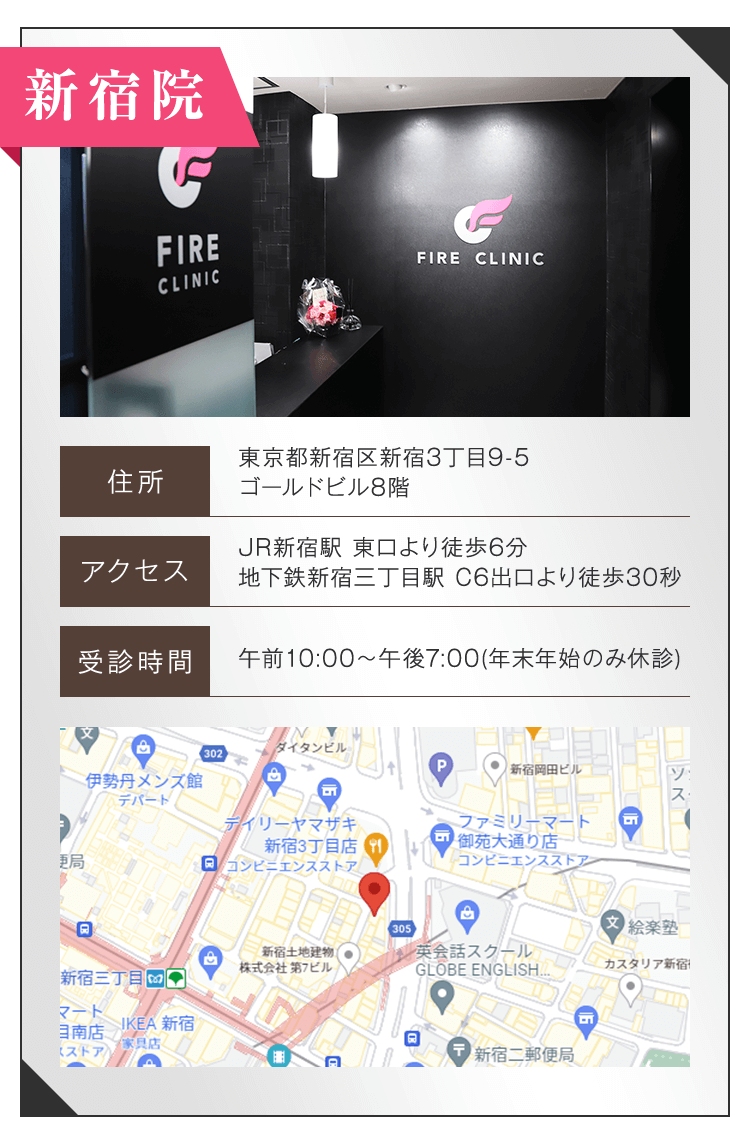 新宿院
FIRE
CLINIC
FIRE CLINIC
住所
東京都新宿区新宿3丁目9-5
ゴールドビル8階
アクセス
JR新宿駅 東口より徒歩6分
地下鉄新宿三丁目駅 C6出口より徒歩30秒
受診時間
午前10:00～午後7:00(年末年始のみ休診)
文
302
ダイタンビル
伊勢丹メンズ館
デパート
P
新宿岡田ビル
ソッ
ス
デイリーヤマザキ
新宿3丁目店
コンビニエンスストア
ファミリーマート
御苑大通り店
コンビニエンスストア
便局
305
新宿土地建物
株式会社 第7ビル
英会話スクール
GLOBE ENGLISH...
文
絵楽塾
カスタリア新宿
新宿三丁目
マート
目南店
ストア
IKEA 新宿
家具店
新宿二郵便局